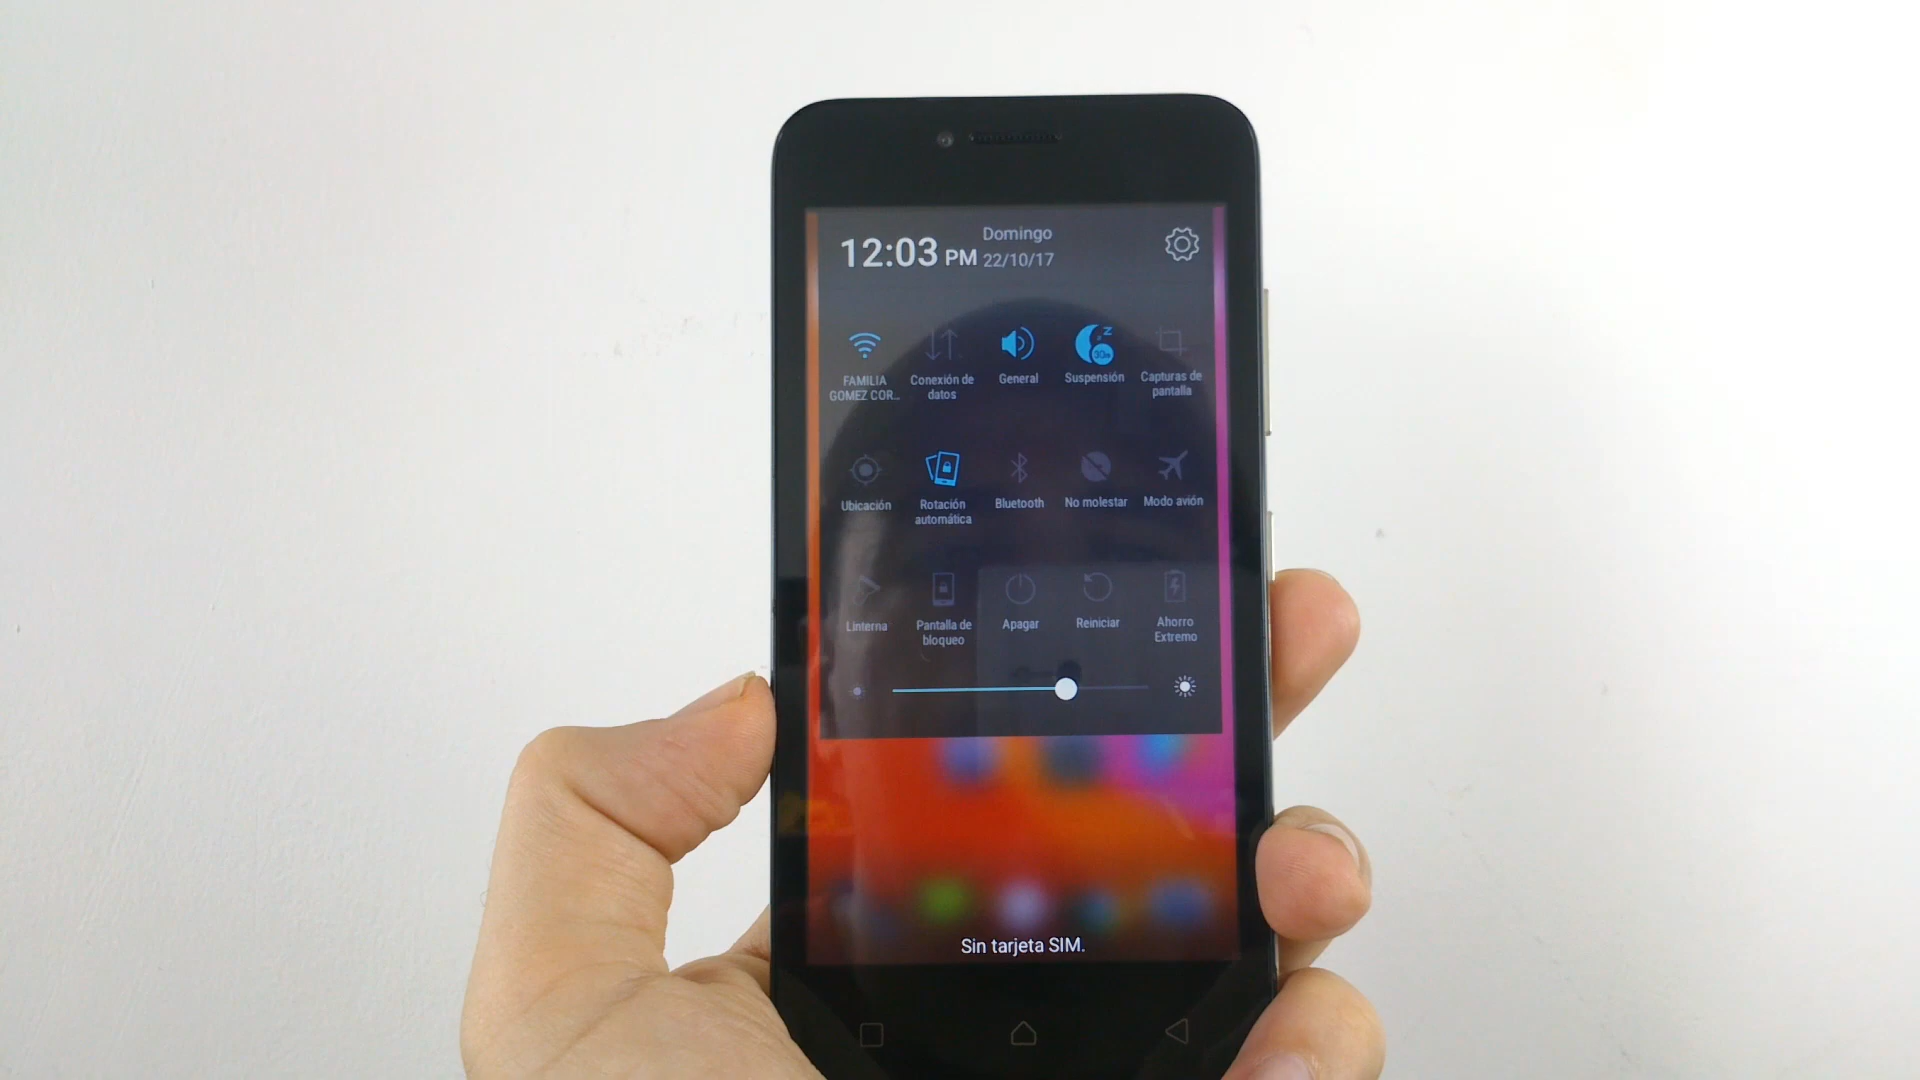 Domingo
12:03 PM 22/10/17
FAMILIA
GOMEZ COR...
Conexión de
datos
General
30m
Suspensión
Capturas de
pantalla
Ubicación
Rotación
automática
Bluetooth
No molestar
Modo avión
Linterna
Pantalla de
bloqueo
Apagar
Reiniciar
Ahorro
Extremo
Sin tarjeta SIM.